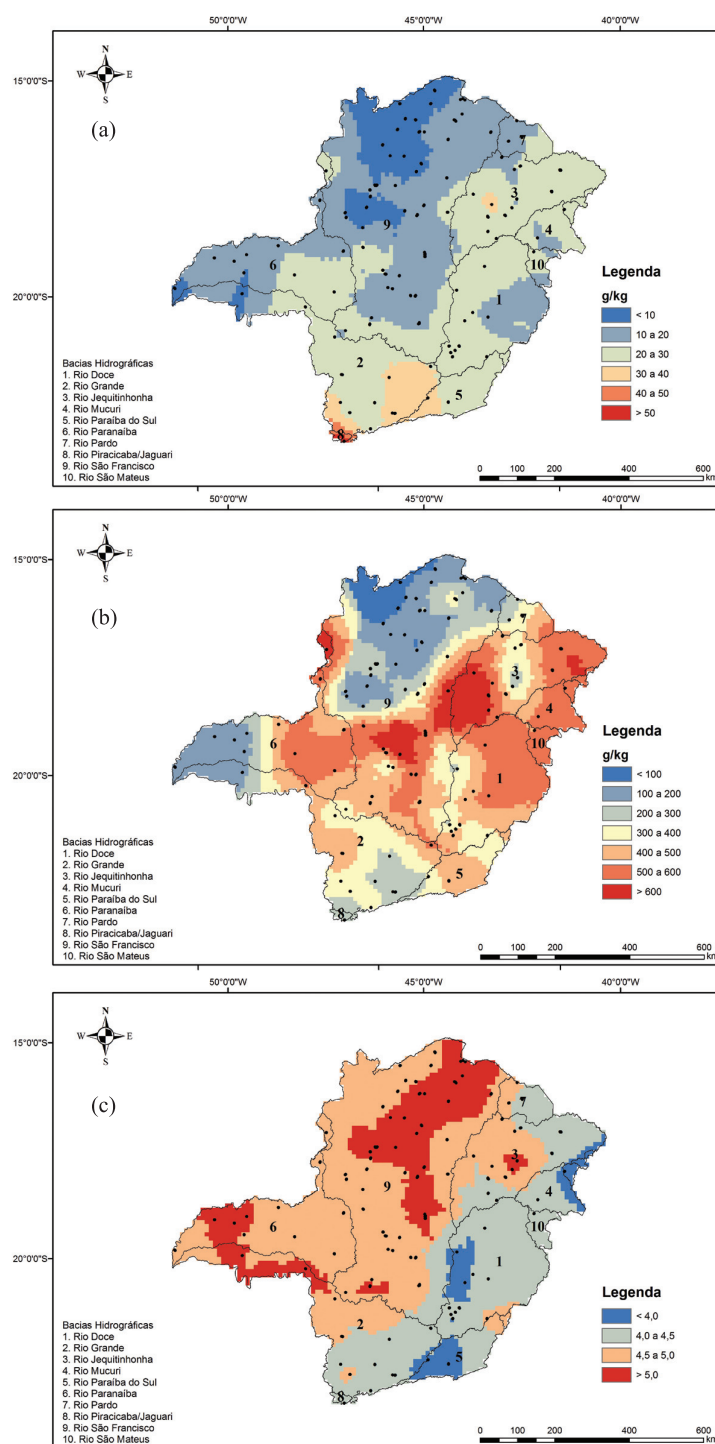 50°0'0"W 45°0'0"W 40°0'0"W
N
W E
S
15°0'0"S
(a)
7
3
4
9
10
6
1
20°0'0"S
2
5
8
Legenda
g/kg
< 10
10 a 20
20 a 30
30 a 40
40 a 50
> 50
Bacias Hidrográficas
1. Rio Doce
2. Rio Grande
3. Rio Jequitinhonha
4. Rio Mucuri
5. Rio Paraíba do Sul
6. Rio Paranaíba
7. Rio Pardo
8. Rio Piracicaba/Jaguari
9. Rio São Francisco
10. Rio São Mateus
0 100 200 400 600
km
50°0'0"W 45°0'0"W 40°0'0"W
N
W E
S
15°0'0"S
(b)
7
3
4
9
10
6
1
20°0'0"S
2
5
8
Legenda
g/kg
< 100
100 a 200
200 a 300
300 a 400
400 a 500
500 a 600
> 600
Bacias Hidrográficas
1. Rio Doce
2. Rio Grande
3. Rio Jequitinhonha
4. Rio Mucuri
5. Rio Paraíba do Sul
6. Rio Paranaíba
7. Rio Pardo
8. Rio Piracicaba/Jaguari
9. Rio São Francisco
10. Rio São Mateus
0 100 200 400 600
km
50°0'0"W 45°0'0"W 40°0'0"W
N
W E
S
15°0'0"S
(c)
7
3
4
9
10
6
1
20°0'0"S
2
5
8
Legenda
< 4,0
4,0 a 4,5
4,5 a 5,0
> 5,0
Bacias Hidrográficas
1. Rio Doce
2. Rio Grande
3. Rio Jequitinhonha
4. Rio Mucuri
5. Rio Paraíba do Sul
6. Rio Paranaíba
7. Rio Pardo
8. Rio Piracicaba/Jaguari
9. Rio São Francisco
10. Rio São Mateus
0 100 200 400 600
km